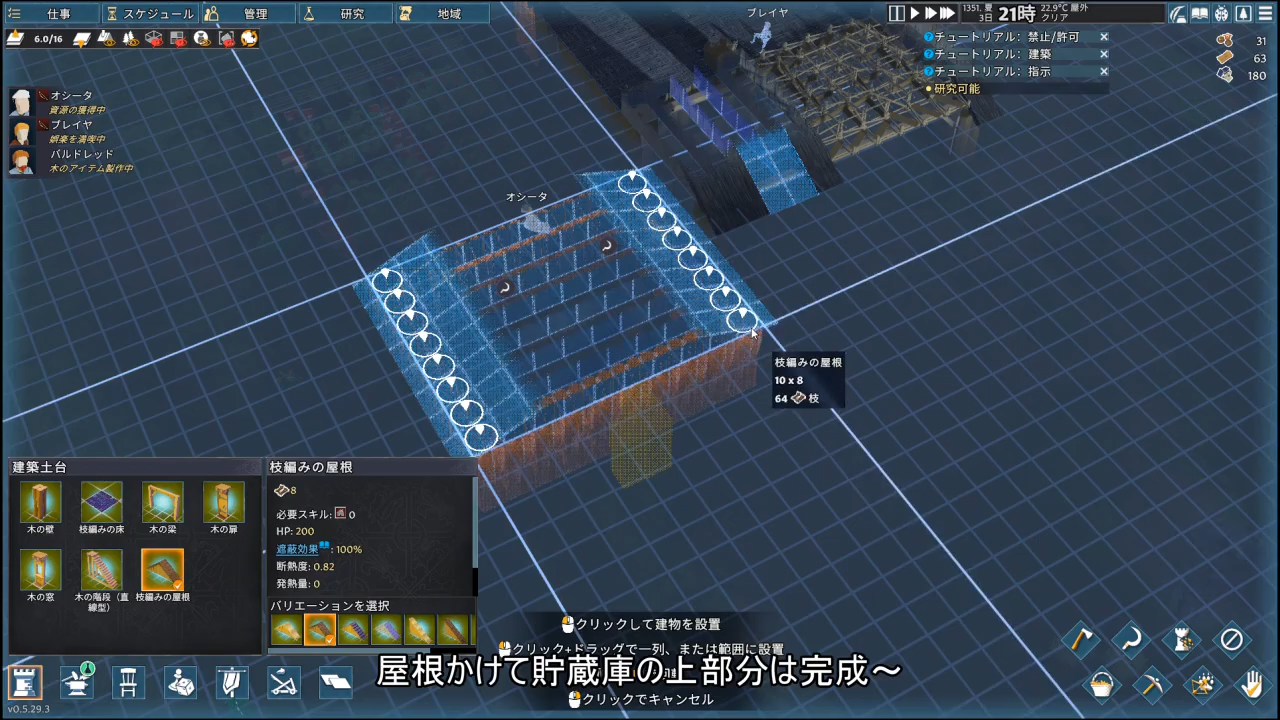 仕事
スケジュール
管理
研究
地域
6.0/16
1351, 夏
3日
21時
22.9℃ 屋外
クリア
チュートリアル: 禁止/許可
チュートリアル: 建築
チュートリアル: 指示
研究可能
31
63
180
オシータ
資源の獲得中
ブレイヤ
娯楽を満喫中
バルドレッド
木のアイテム製作中
ブレイヤ
オシータ
枝編みの屋根
10 x 8
64 枝
建築土台
木の壁
枝編みの床
木の梁
木の扉
木の窓
木の階段（直線型）
枝編みの屋根
枝編みの屋根
8
必要スキル: 0
HP: 200
遮蔽効果 : 100%
断熱度: 0.82
発熱量: 0
バリエーションを選択
クリックして建物を設置
クリック+ドラッグで一列、または範囲に設置
屋根かけて貯蔵庫の上部分は完成～
クリックでキャンセル
v0.5.29.3